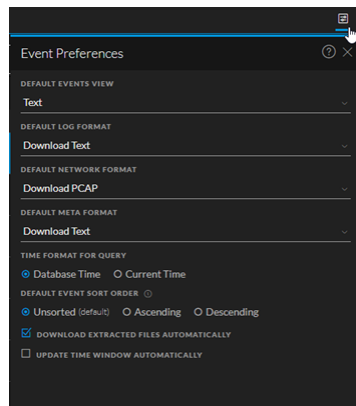 Event Preferences
DEFAULT EVENTS VIEW
Text
DEFAULT LOG FORMAT
Download Text
DEFAULT NETWORK FORMAT
Download PCAP
DEFAULT META FORMAT
Download Text
TIME FORMAT FOR QUERY
Database Time Current Time
DEFAULT EVENT SORT ORDER
Unsorted (default) Ascending Descending
DOWNLOAD EXTRACTED FILES AUTOMATICALLY
UPDATE TIME WINDOW AUTOMATICALLY